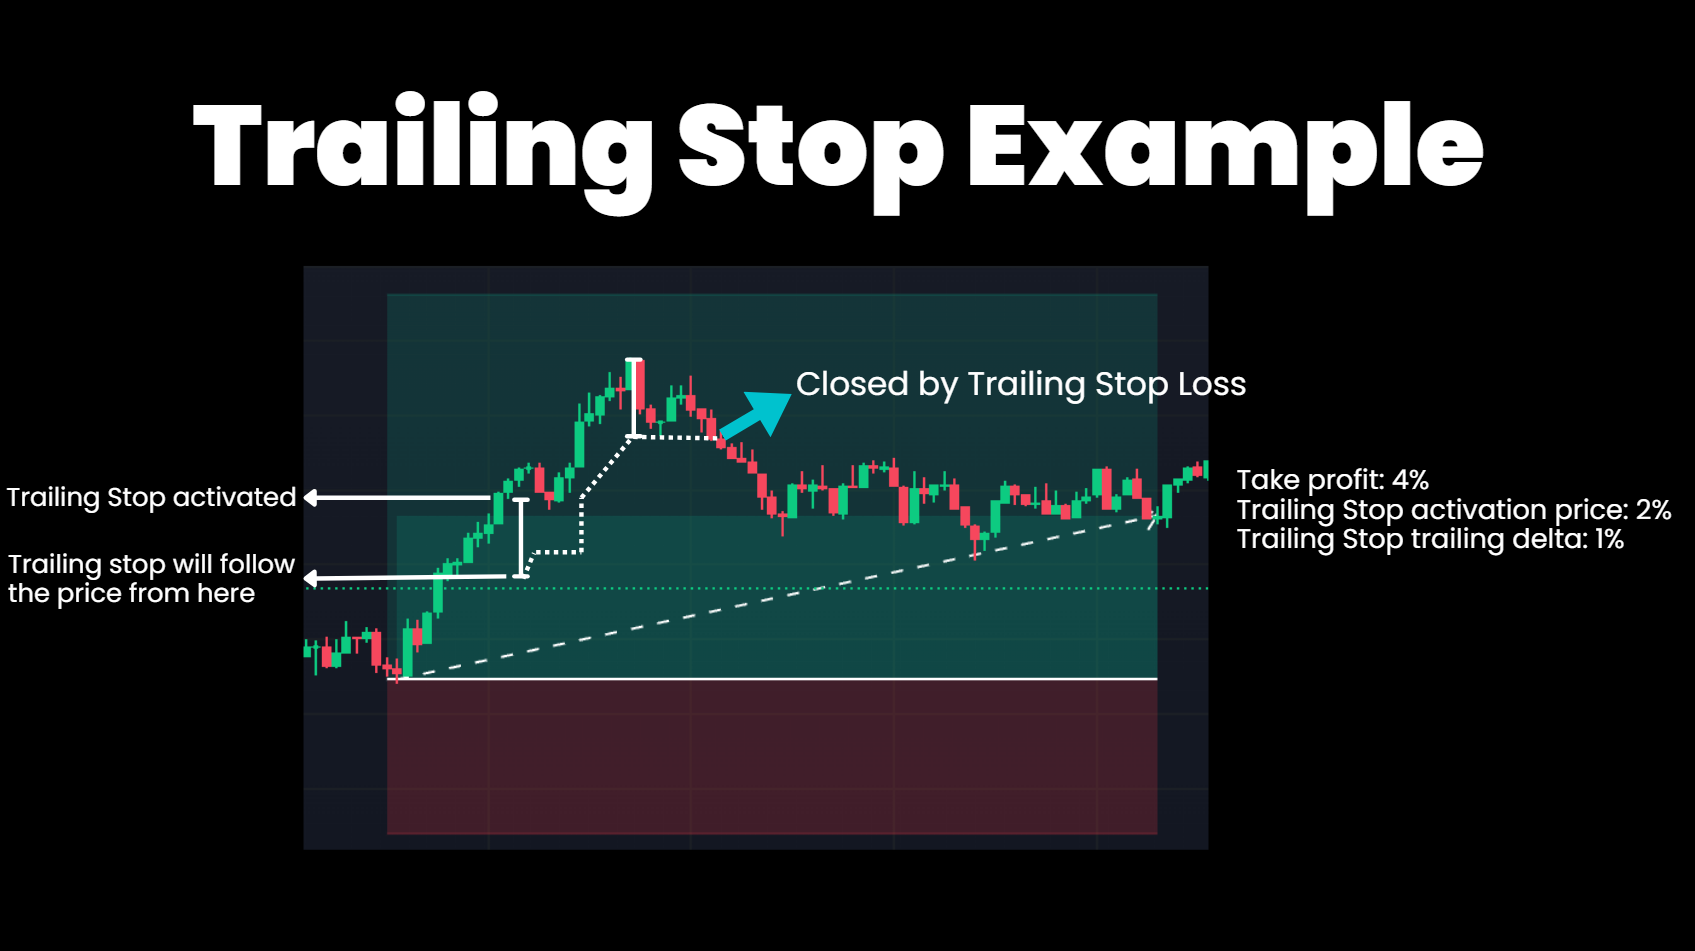 Trailing Stop Example
Closed by Trailing Stop Loss
Trailing Stop activated
Trailing stop will follow
the price from here
Take profit: 4%
Trailing Stop activation price: 2%
Trailing Stop trailing delta: 1%